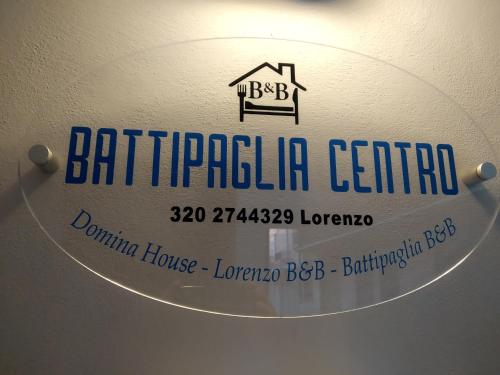 B&B
BATTIPAGLIA CENTRO
320 2744329 Lorenzo
Domina House - Lorenzo B&B - Battipaglia B&B